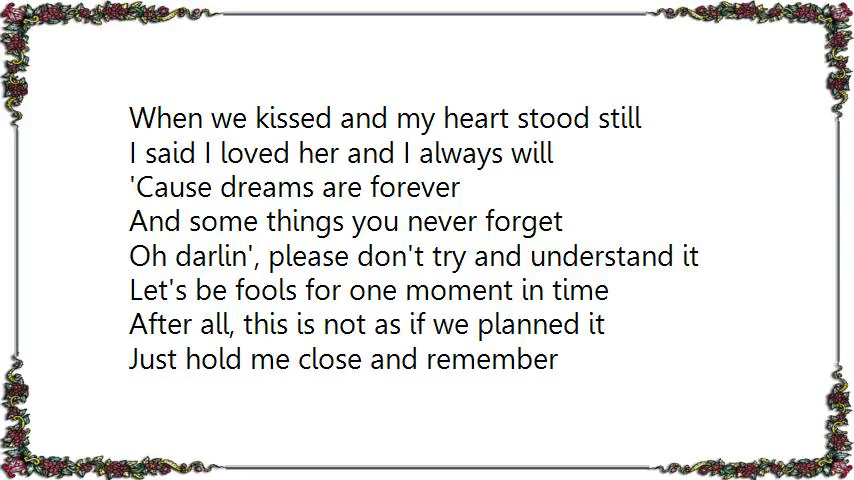 When we kissed and my heart stood still
I said I loved her and I always will
'Cause dreams are forever
And some things you never forget
Oh darlin', please don't try and understand it
Let's be fools for one moment in time
After all, this is not as if we planned it
Just hold me close and remember